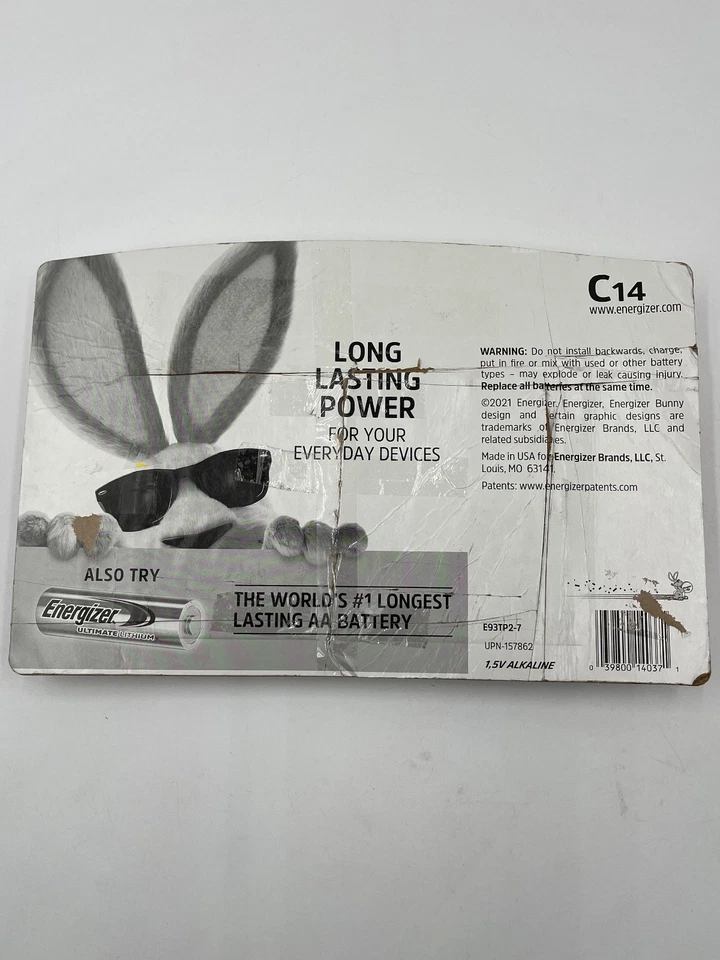 C14
www.energizer.com
LONG
LASTING
POWER
FOR YOUR
EVERYDAY DEVICES
WARNING: Do not install backwards, charge,
put in fire or mix with used or other battery
types – may explode or leak causing injury.
Replace all batteries at the same time.
©2021 Energizer. Energizer, Energizer Bunny
design and certain graphic designs are
trademarks of Energizer Brands, LLC and
related subsidiaries.
Made in USA for Energizer Brands, LLC, St.
Louis, MO 63141.
Patents: www.energizerpatents.com
ALSO TRY
Energizer
ULTIMATE LITHIUM
THE WORLD'S #1 LONGEST
LASTING AA BATTERY
E93TP2-7
UPN-157862
1.5V ALKALINE
0 39800 14037 1